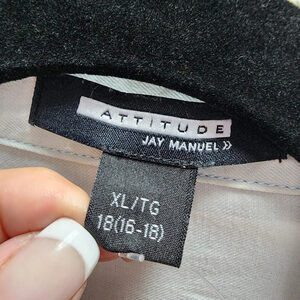 ATTITUDE
JAY MANUEL »
XL/TG
18(16-18)